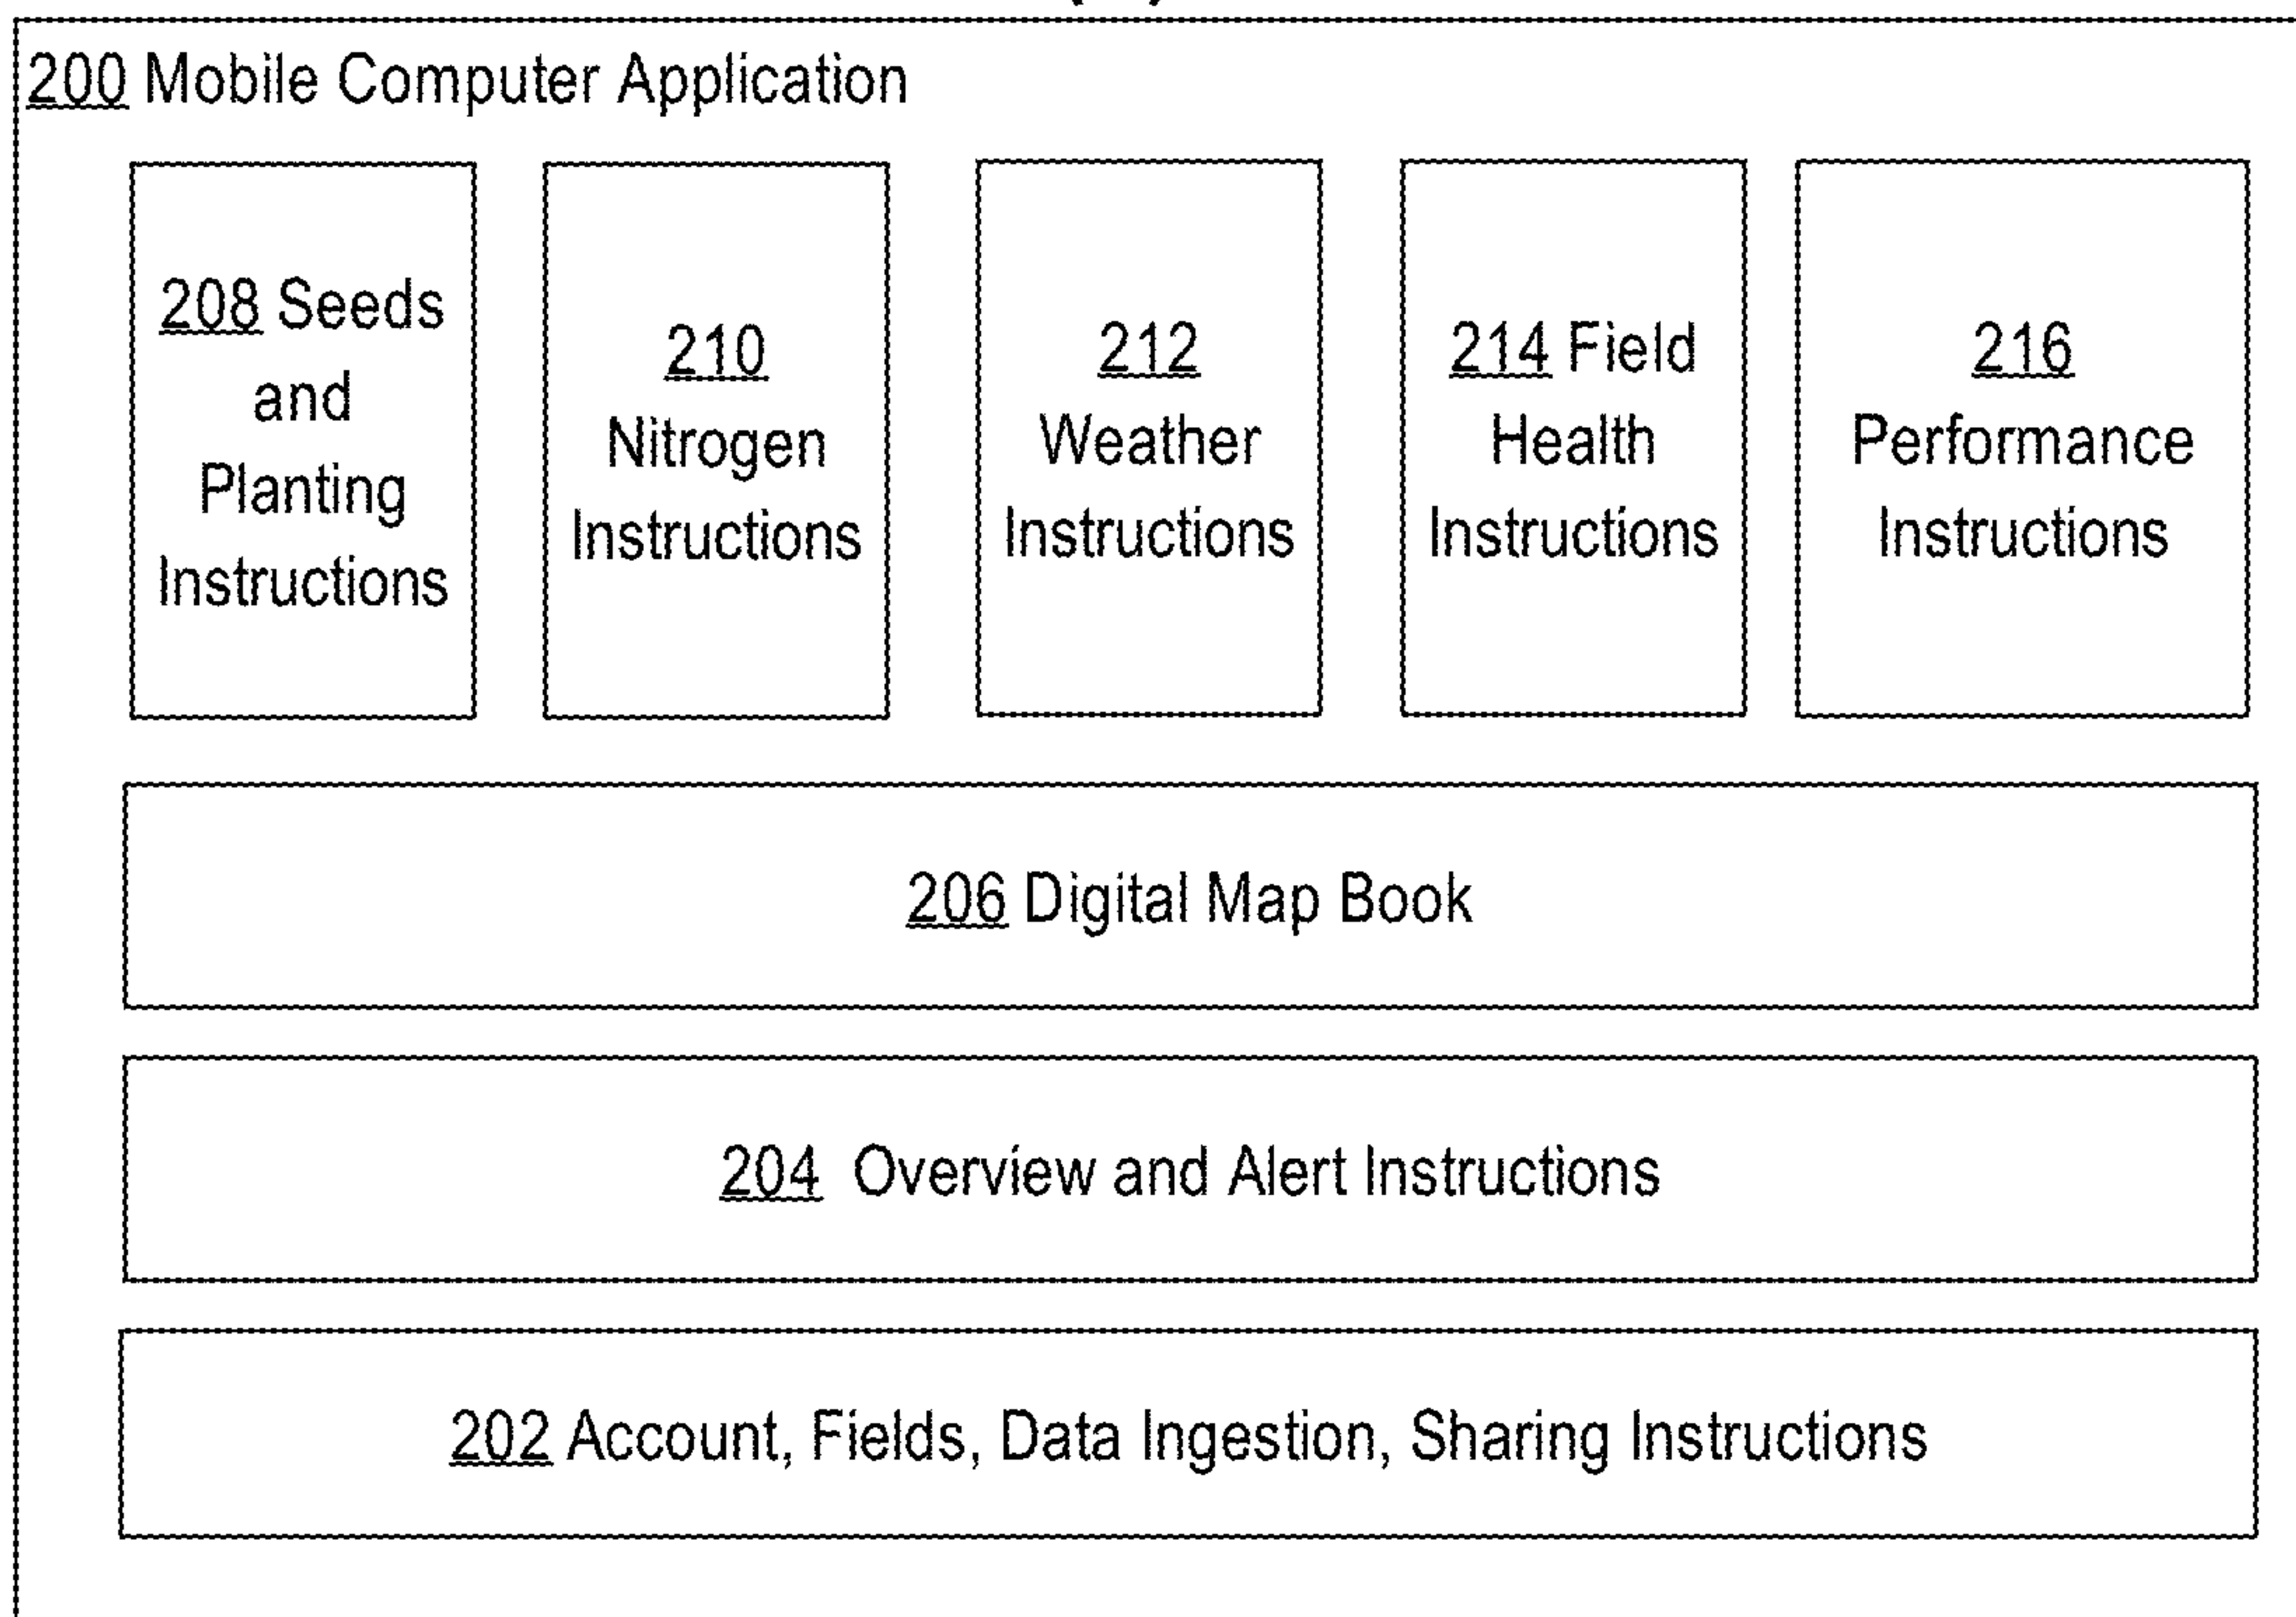 200 Mobile Computer Application
208 Seeds
and
Planting
Instructions
210
Nitrogen
Instructions
212
Weather
Instructions
214 Field
Health
Instructions
216
Performance
Instructions
206 Digital Map Book
204 Overview and Alert Instructions
202 Account, Fields, Data Ingestion, Sharing Instructions